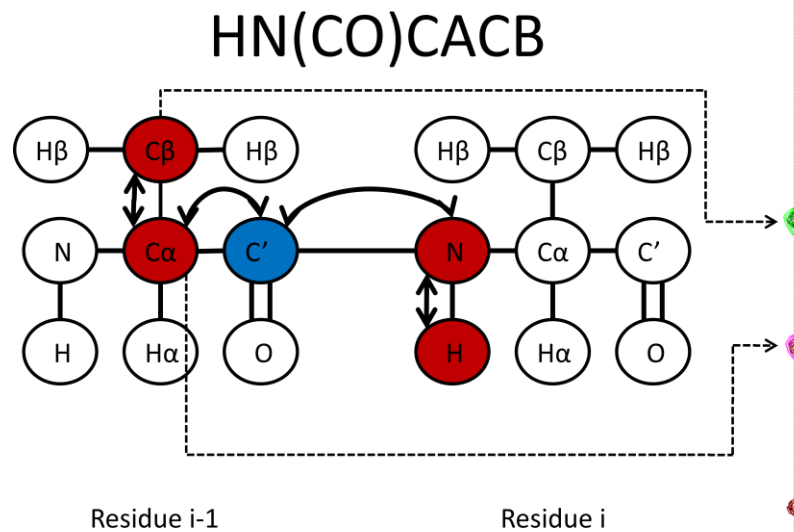 HN(CO)CACB
Hβ Cβ Hβ Hβ Cβ Hβ
N Cα C’ N Cα C’
H Hα O H Hα O
Residue i-1 Residue i